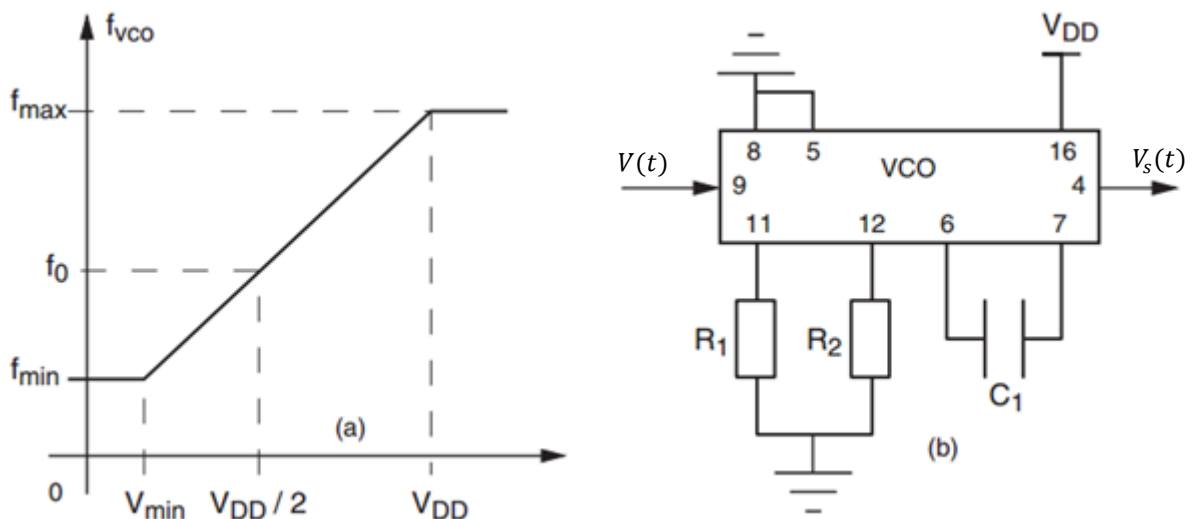 f_vco
f_max
f_0
f_min
(a)
0
V_min
V_DD / 2
V_DD
V_DD
8 5 VCO 16
V(t) 9 4 V_s(t)
11 12 6 7
R_1 R_2 C_1
(b)